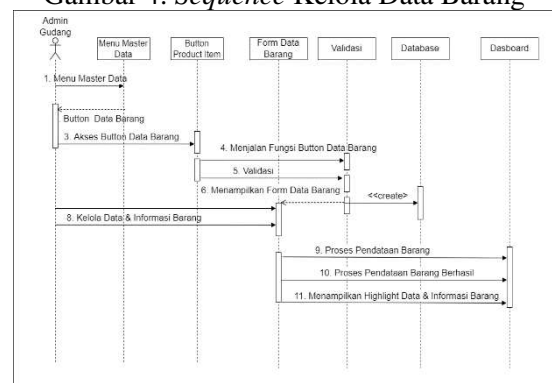 Gambar 4. Sequence Kelola Data Barang
Admin
Gudang
Menu Master
Data
Button
Product Item
Form Data
Barang
Validasi
Database
Dasboard
1. Menu Master Data
Button Data Barang
3. Akses Button Data Barang
4. Menjalan Fungsi Button Data Barang
5. Validasi
6. Menampilkan Form Data Barang
<<create>>
8. Kelola Data & Informasi Barang
9. Proses Pendataan Barang
10. Proses Pendataan Barang Berhasil
11. Menampilkan Highlight Data & Informasi Barang